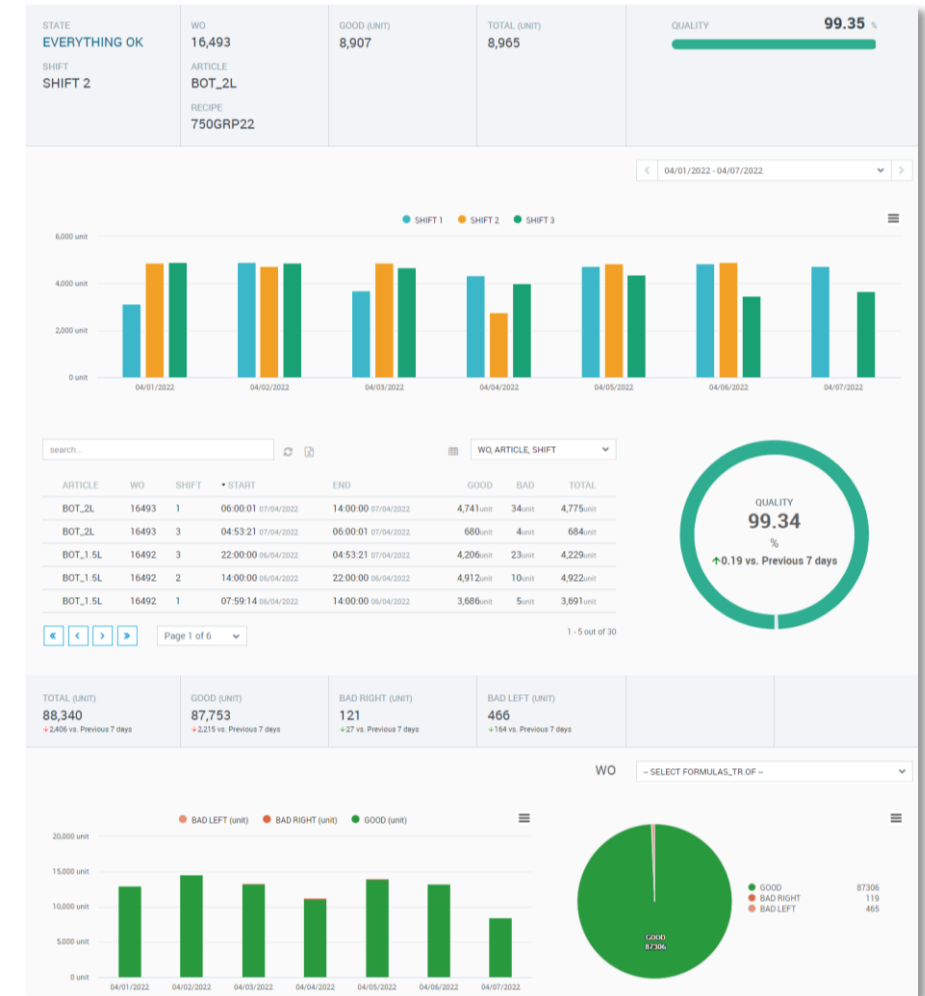 STATE
EVERYTHING OK
SHIFT
SHIFT 2
WO
16,493
ARTICLE
BOT_2L
RECIPE
750GRP22
GOOD (UNIT)
8,907
TOTAL (UNIT)
8,965
QUALITY 99.35 %
04/01/2022 - 04/07/2022
SHIFT 1 SHIFT 2 SHIFT 3
6,000 unit
4,000 unit
2,000 unit
0 unit
04/01/2022 04/02/2022 04/03/2022 04/04/2022 04/05/2022 04/06/2022 04/07/2022
search... WO, ARTICLE, SHIFT
ARTICLE WO SHIFT START END GOOD BAD TOTAL
BOT_2L 16493 1 06:00:01 07/04/2022 14:00:00 07/04/2022 4,741unit 34unit 4,775unit
BOT_2L 16493 3 04:53:21 07/04/2022 06:00:01 07/04/2022 680unit 4unit 684unit
BOT_1.5L 16492 3 22:00:00 06/04/2022 04:53:21 07/04/2022 4,206unit 23unit 4,229unit
BOT_1.5L 16492 2 14:00:00 06/04/2022 22:00:00 06/04/2022 4,912unit 10unit 4,922unit
BOT_1.5L 16492 1 07:59:14 06/04/2022 14:00:00 06/04/2022 3,686unit 5unit 3,691unit
Page 1 of 6 1 - 5 out of 30
QUALITY
99.34
%
↑0.19 vs. Previous 7 days
TOTAL (UNIT)
88,340
↓2,406 vs. Previous 7 days
GOOD (UNIT)
87,753
↓2,215 vs. Previous 7 days
BAD RIGHT (UNIT)
121
↓27 vs. Previous 7 days
BAD LEFT (UNIT)
466
↓164 vs. Previous 7 days
WO -- SELECT FORMULAS_TR.OF --
BAD LEFT (unit) BAD RIGHT (unit) GOOD (unit)
20,000 unit
15,000 unit
10,000 unit
5,000 unit
0 unit
04/01/2022 04/02/2022 04/03/2022 04/04/2022 04/05/2022 04/06/2022 04/07/2022
GOOD
87306
GOOD 87306
BAD RIGHT 119
BAD LEFT 465